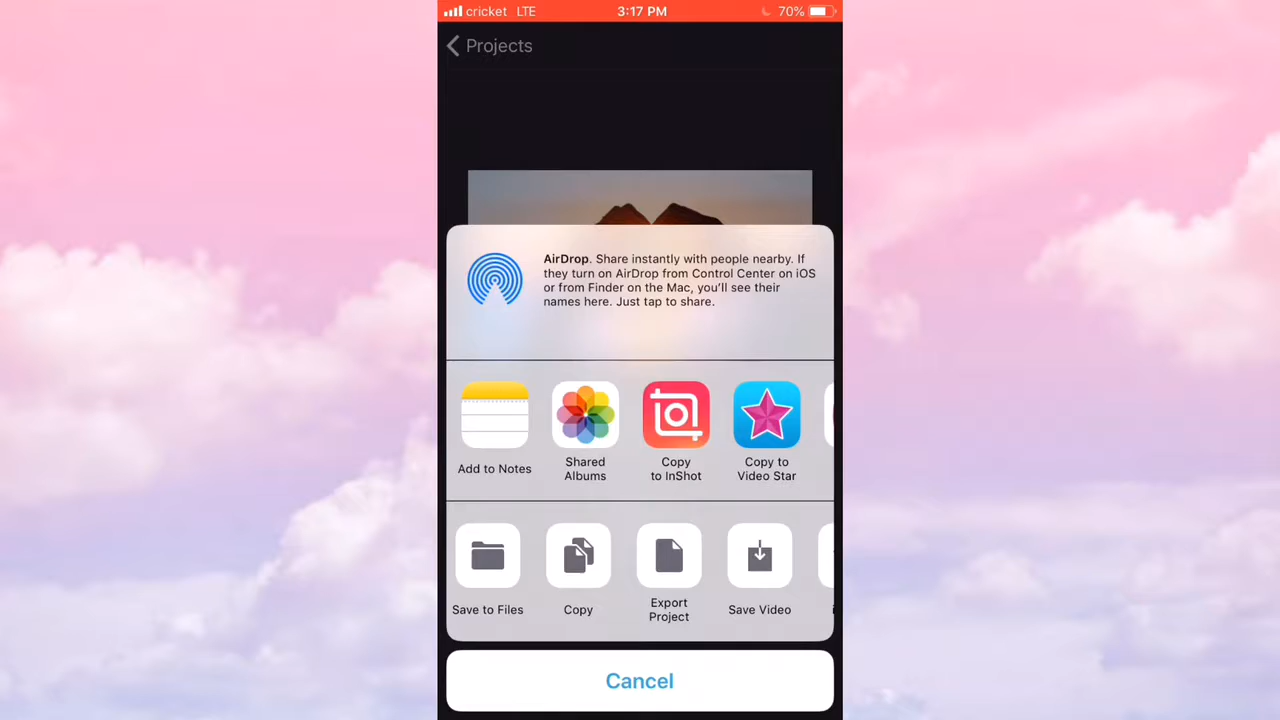 cricket LTE 3:17 PM 70%
Projects
AirDrop. Share instantly with people nearby. If
they turn on AirDrop from Control Center on iOS
or from Finder on the Mac, you'll see their
names here. Just tap to share.
Add to Notes
Shared
Albums
Copy
to InShot
Copy to
Video Star
Save to Files
Copy
Export
Project
Save Video
Cancel